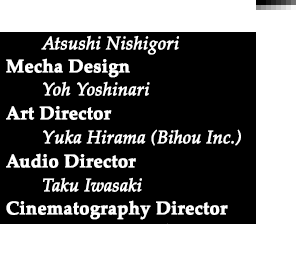 Atsushi Nishigori
Mecha Design
Yoh Yoshinari
Art Director
Yuka Hirama (Bihou Inc.)
Audio Director
Taku Iwasaki
Cinematography Director